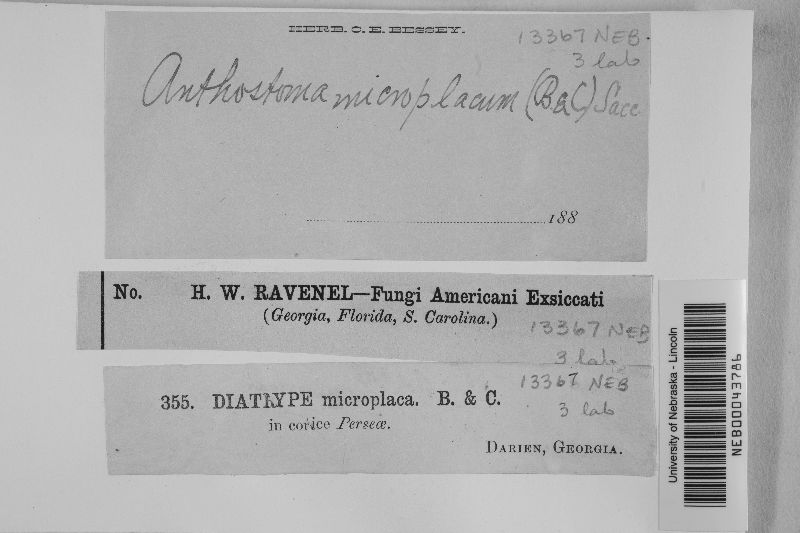 HERB. C. E. BESSEY.
13367 NEB.
3 lab
Anthostoma microplacum (B&C) Sacc
188
No. H. W. RAVENEL—Fungi Americani Exsiccati
(Georgia, Florida, S. Carolina.)
13367 NEB
3 lab
355. DIATRYPE microplaca. B. & C.
13367 NEB
3 lab
in cortice Perseæ.
DARIEN, GEORGIA.
University of Nebraska - Lincoln
NEB00043786